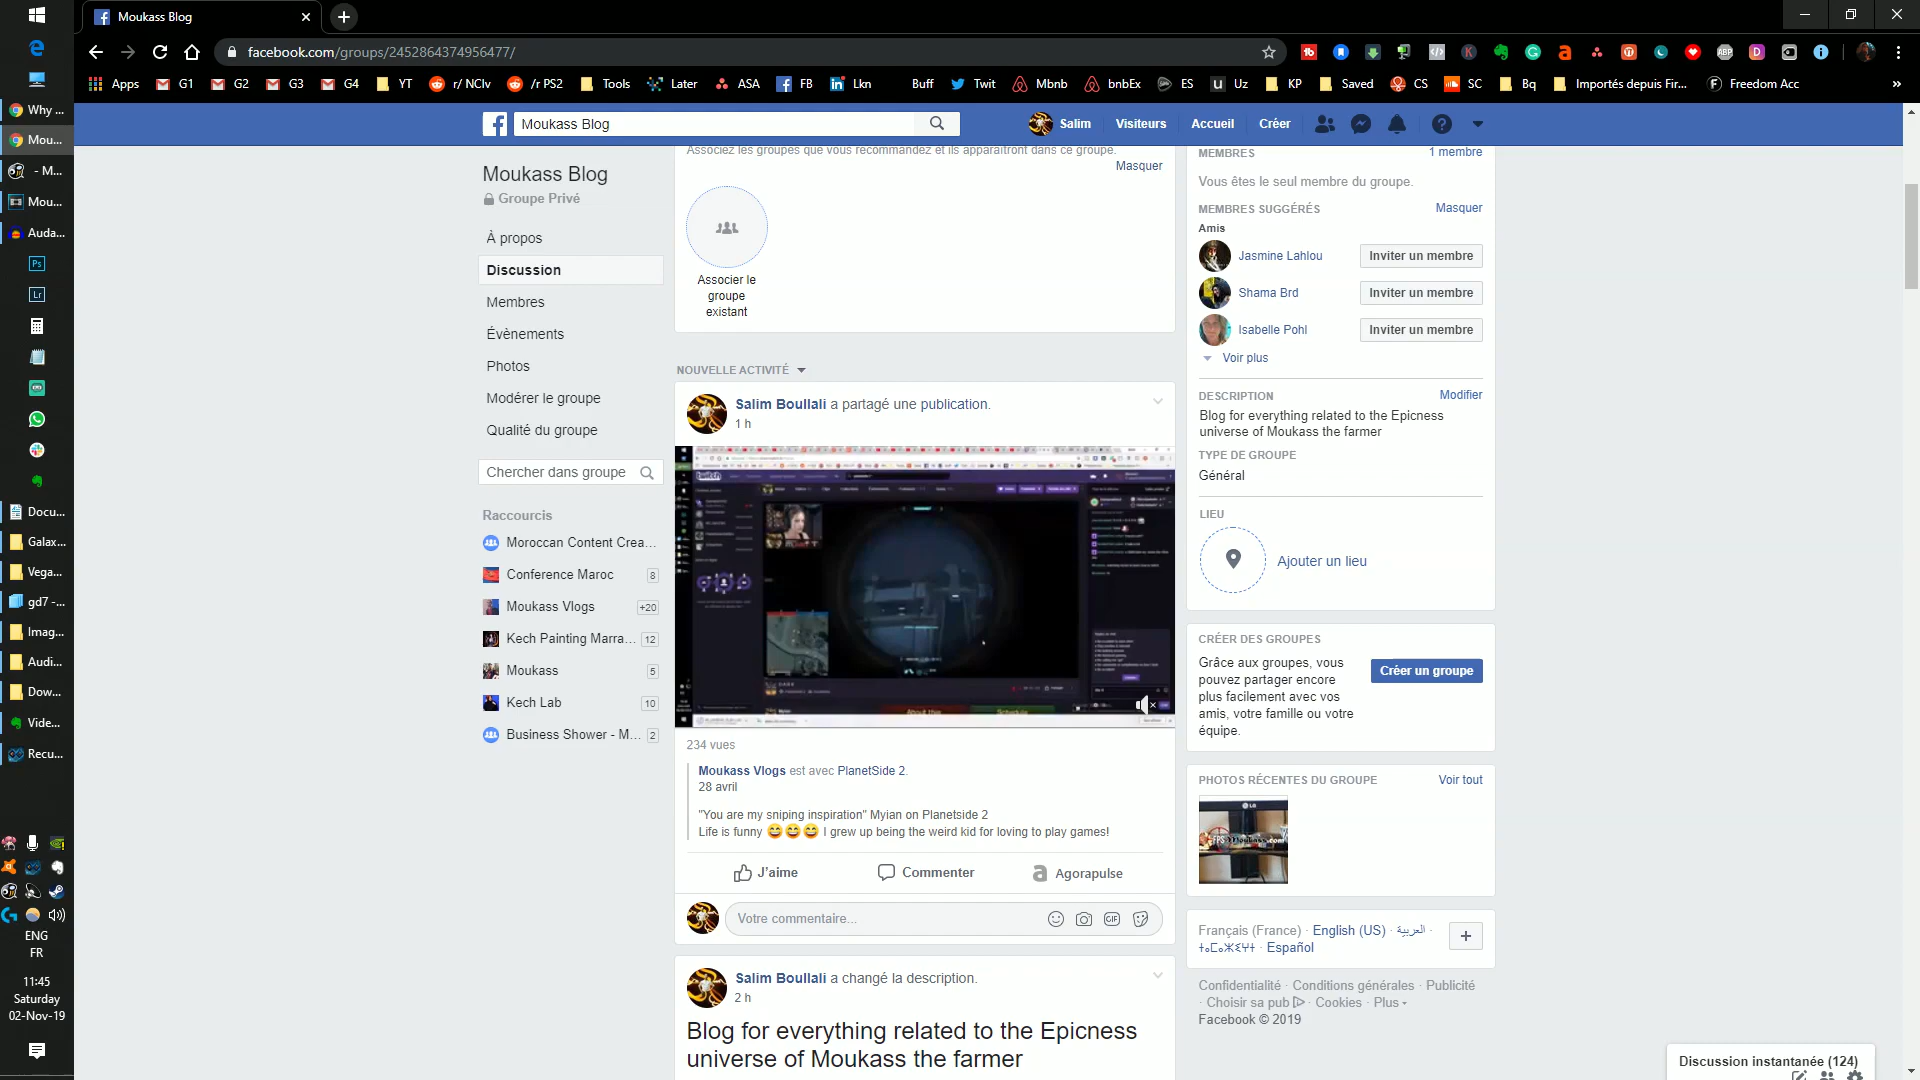 Moukass Blog
facebook.com/groups/2452864374956477/
Apps G1 G2 G3 G4 YT r/ NCIv /r PS2 Tools Later ASA FB Lkn Buff Twit Mbnb bnbEx ES Uz KP Saved CS SC Bq Importés depuis Fir... Freedom Acc »
Why ...
Mou...
- M...
Mou...
Auda...
Ps
Lr
Docu...
Galax...
Vega...
gd7 -...
Imag...
Audi...
Dow...
Vide...
Recu...
ENG
FR
11:45
Saturday
02-Nov-19
Moukass Blog
Salim Visiteurs Accueil Créer
Moukass Blog
Groupe Privé
À propos
Discussion
Membres
Évènements
Photos
Modérer le groupe
Qualité du groupe
Chercher dans groupe
Raccourcis
Moroccan Content Crea...
Conference Maroc 8
Moukass Vlogs +20
Kech Painting Marra... 12
Moukass 5
Kech Lab 10
Business Shower - M... 2
Associez les groupes que vous recommandez et ils apparaîtront dans ce groupe.
Masquer
Associer le
groupe
existant
NOUVELLE ACTIVITÉ
Salim Boullali a partagé une publication.
1 h
234 vues
Moukass Vlogs est avec PlanetSide 2.
28 avril
"You are my sniping inspiration" Myian on Planetside 2
Life is funny 😄😄😄 I grew up being the weird kid for loving to play games!
J'aime Commenter Agorapulse
Votre commentaire...
GIF
Salim Boullali a changé la description.
2 h
Blog for everything related to the Epicness
universe of Moukass the farmer
MEMBRES 1 membre
Vous êtes le seul membre du groupe.
MEMBRES SUGGÉRÉS Masquer
Amis
Jasmine Lahlou Inviter un membre
Shama Brd Inviter un membre
Isabelle Pohl Inviter un membre
Voir plus
DESCRIPTION Modifier
Blog for everything related to the Epicness
universe of Moukass the farmer
TYPE DE GROUPE
Général
LIEU
Ajouter un lieu
CRÉER DES GROUPES
Grâce aux groupes, vous
pouvez partager encore
plus facilement avec vos
amis, votre famille ou votre
équipe.
Créer un groupe
PHOTOS RÉCENTES DU GROUPE Voir tout
Français (France) · English (US) · العربية ·
ⵜⴰⵎⴰⵣⵉⵖⵜ · Español
Confidentialité · Conditions générales · Publicité
· Choisir sa pub · Cookies · Plus
Facebook © 2019
Discussion instantanée (124)